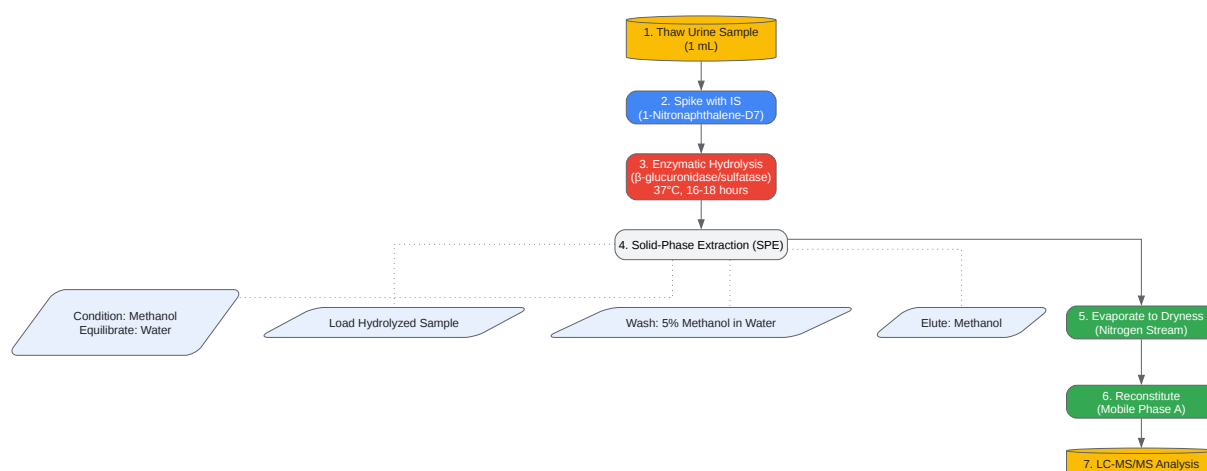 1. Thaw Urine Sample
(1 mL)
2. Spike with IS
(1-Nitronaphthalene-D7)
3. Enzymatic Hydrolysis
(β-glucuronidase/sulfatase)
37°C, 16-18 hours
4. Solid-Phase Extraction (SPE)
Condition: Methanol
Equilibrate: Water
Load Hydrolyzed Sample
Wash: 5% Methanol in Water
Elute: Methanol
5. Evaporate to Dryness
(Nitrogen Stream)
6. Reconstitute
(Mobile Phase A)
7. LC-MS/MS Analysis